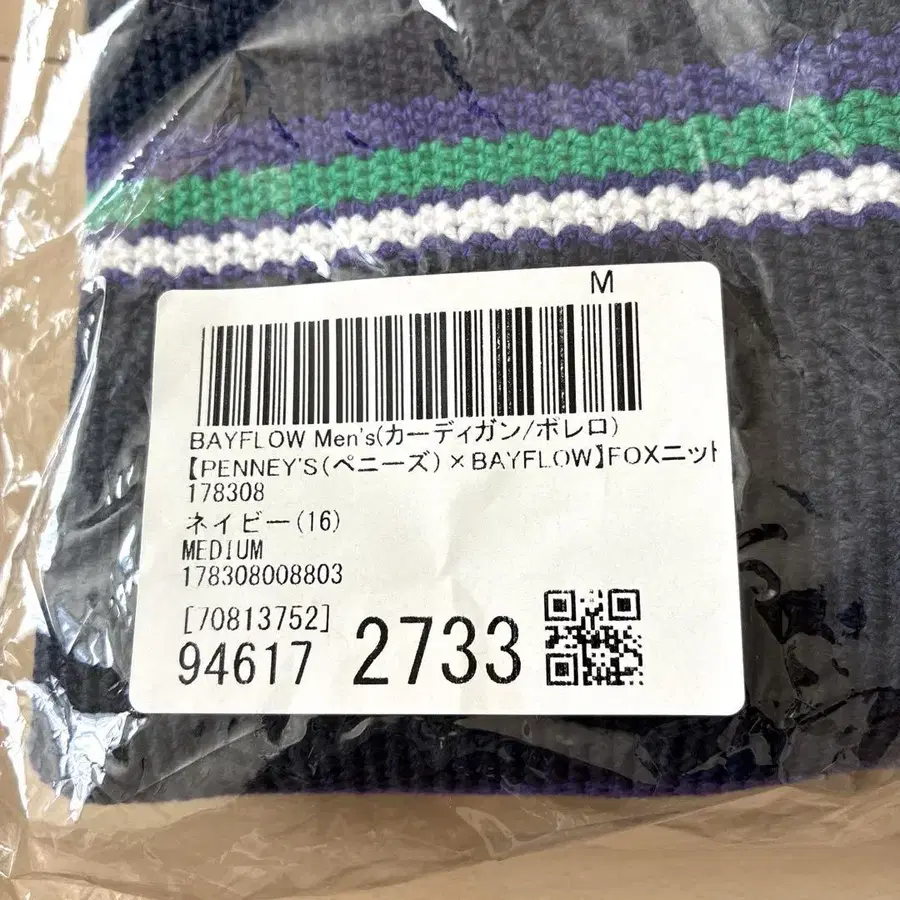 M
BAYFLOW Men's(カーディガン/ボレロ)
【PENNEY'S(ペニーズ)×BAYFLOW】FOXニット
178308
ネイビー(16)
MEDIUM
178308008803
[70813752]
94617 2733